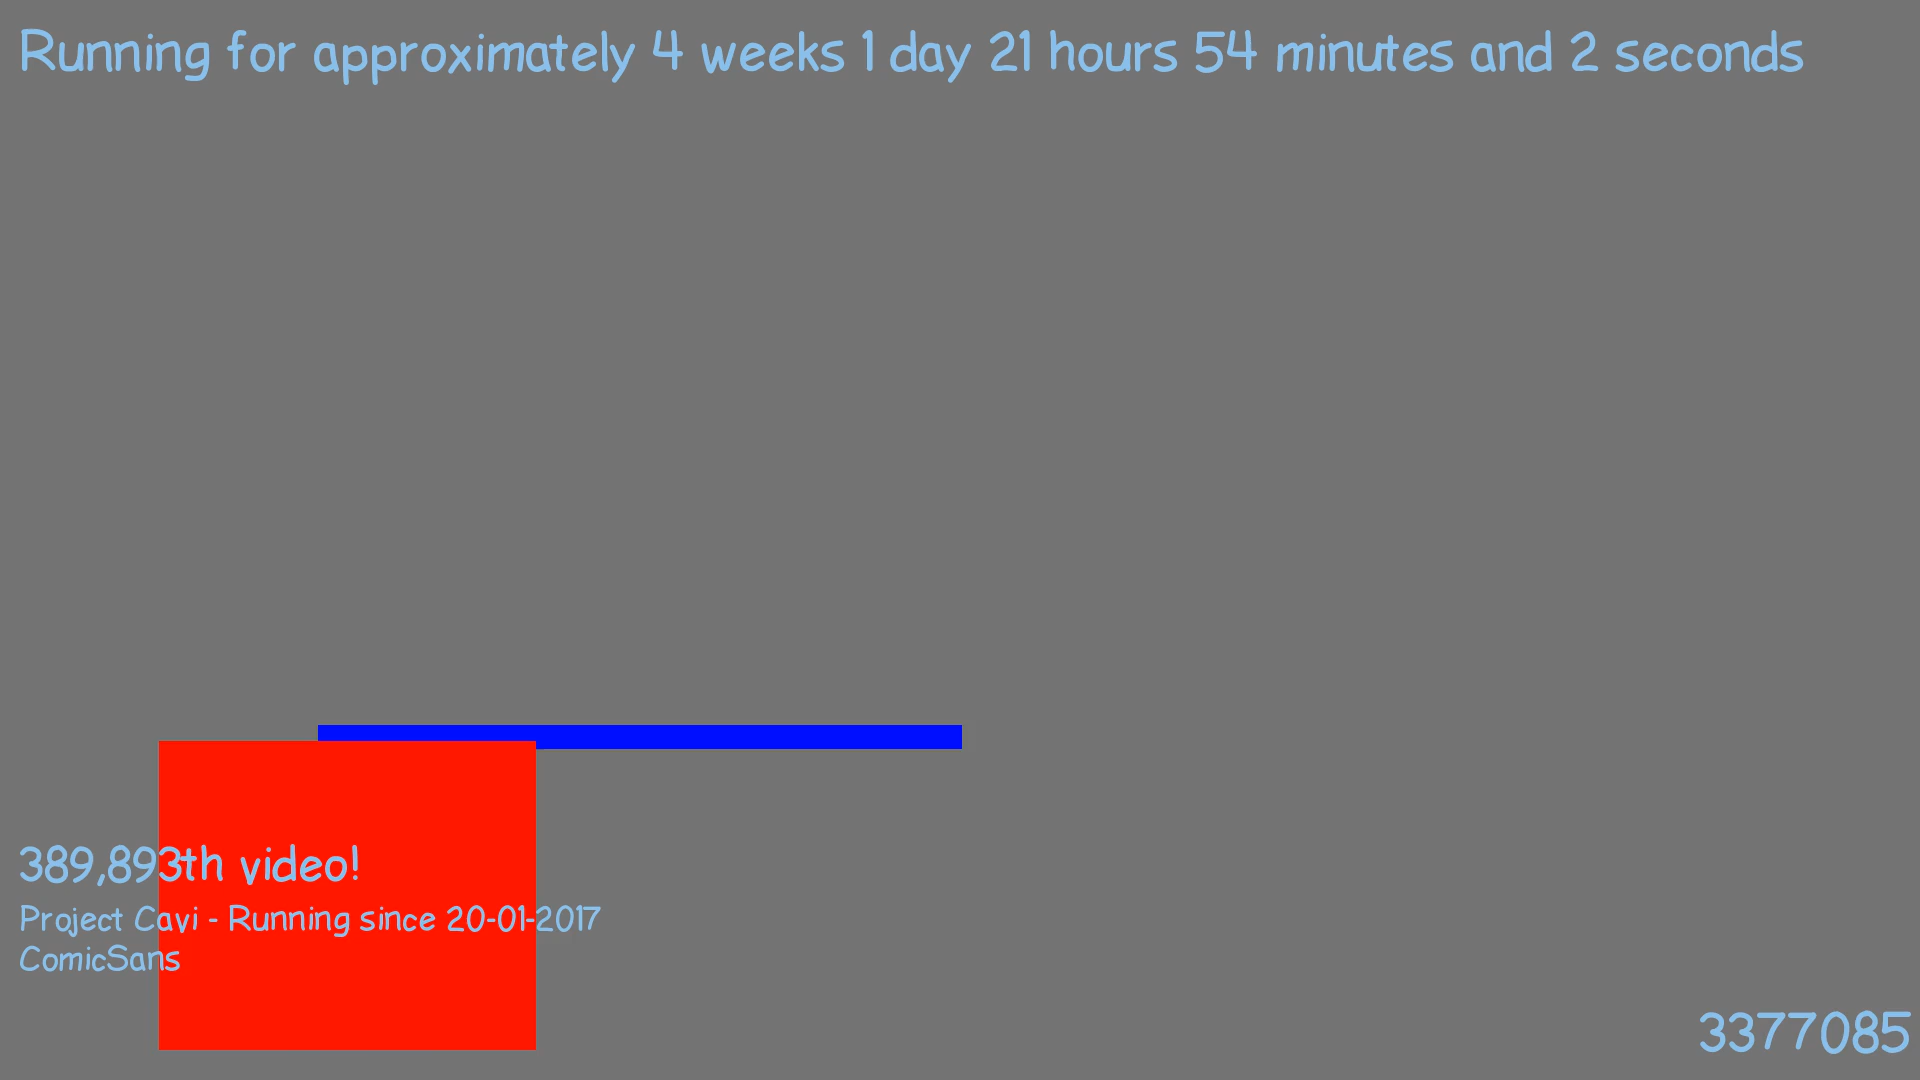 Running for approximately 4 weeks 1 day 21 hours 54 minutes and 2 seconds
389,893th video!
Project Cavi - Running since 20-01-2017
ComicSans
3377085